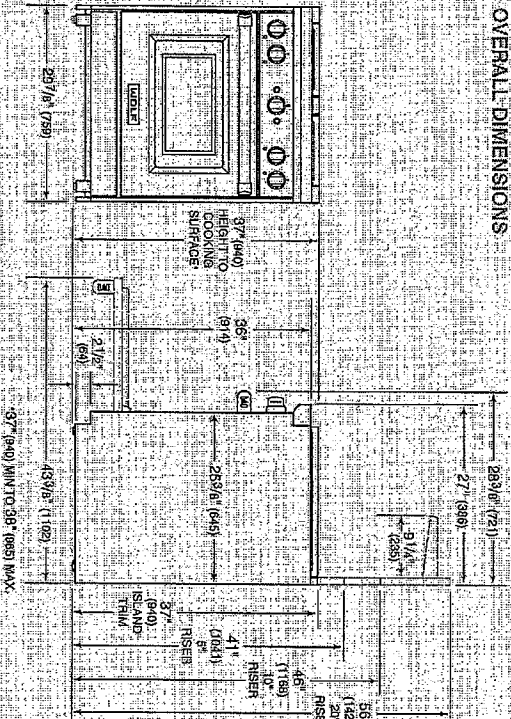 OVERALL DIMENSIONS
28 3/8" (721)
27" (686)
9 1/4"
(235)
WOLF
29 7/8" (759)
37" (940)
HEIGHT TO
COOKING
SURFACE*
36"
(914)
25 3/8" (645)
2 1/2"
(64)
43 3/8" (1102)
37"
(940)
ISLAND
TRIM
41"
(1041)
5"
RISER
46"
(1168)
10"
RISER
*37" (940) MIN TO 38" (965) MAX.